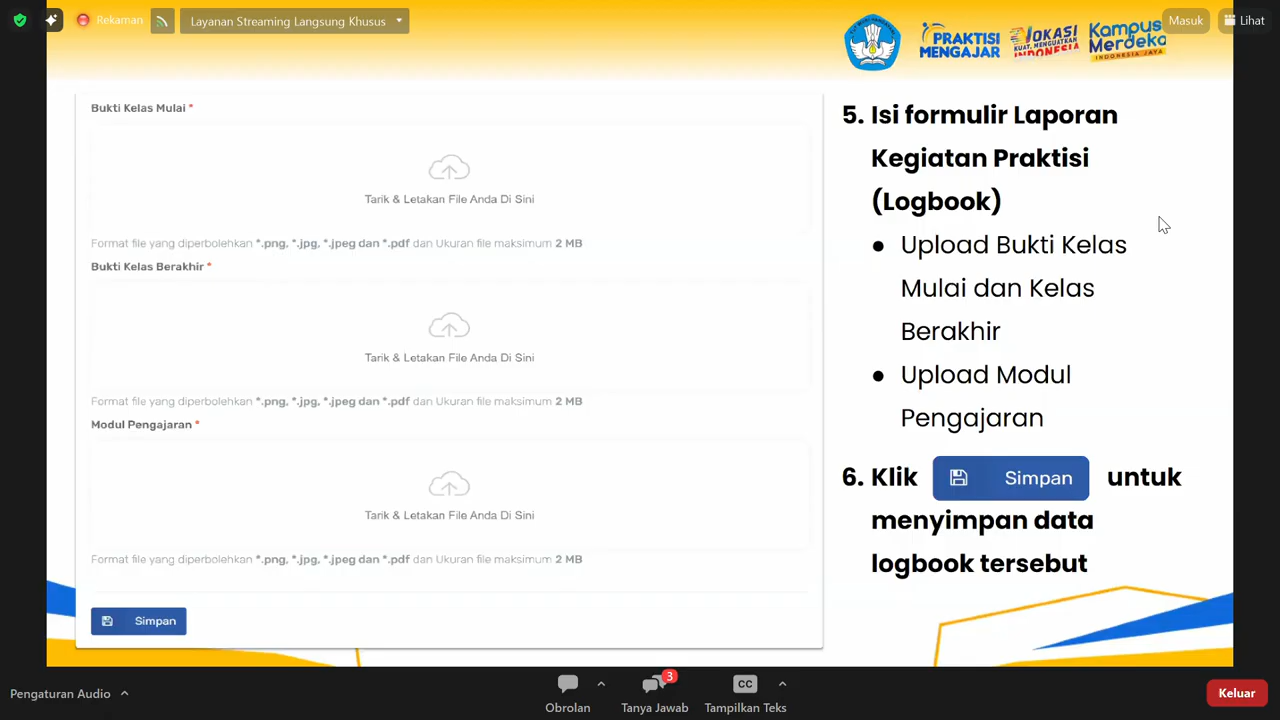 Rekaman
Layanan Streaming Langsung Khusus
PRAKTISI
MENGAJAR
VOKASI
KUAT, MENGUATKAN
INDONESIA
Kampus
Merdeka
INDONESIA JAYA
Masuk
Lihat
Bukti Kelas Mulai *
Tarik & Letakan File Anda Di Sini
Format file yang diperbolehkan *.png, *.jpg, *.jpeg dan *.pdf dan Ukuran file maksimum 2 MB
Bukti Kelas Berakhir *
Tarik & Letakan File Anda Di Sini
Format file yang diperbolehkan *.png, *.jpg, *.jpeg dan *.pdf dan Ukuran file maksimum 2 MB
Modul Pengajaran *
Tarik & Letakan File Anda Di Sini
Format file yang diperbolehkan *.png, *.jpg, *.jpeg dan *.pdf dan Ukuran file maksimum 2 MB
Simpan
5. Isi formulir Laporan
Kegiatan Praktisi
(Logbook)
● Upload Bukti Kelas
Mulai dan Kelas
Berakhir
● Upload Modul
Pengajaran
6. Klik Simpan untuk
menyimpan data
logbook tersebut
Pengaturan Audio
Obrolan
3
Tanya Jawab
CC
Tampilkan Teks
Keluar